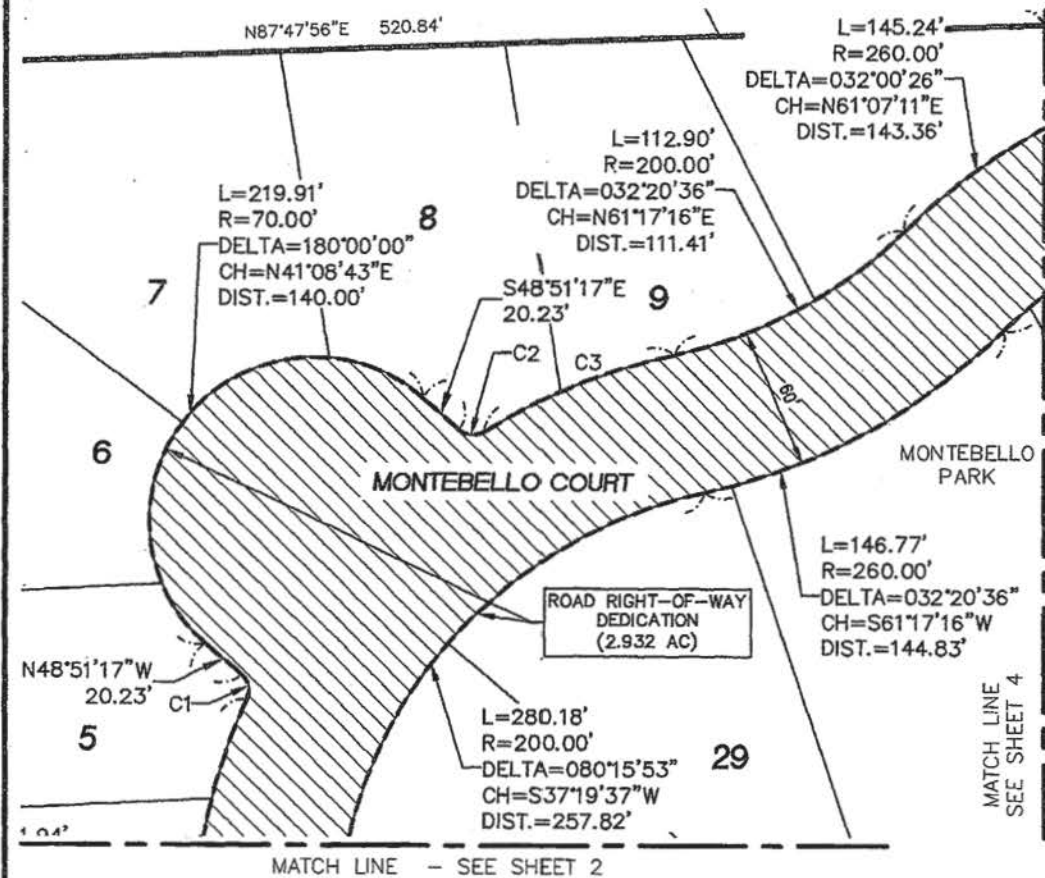 N87°47'56"E 520.84'
L=145.24'
R=260.00'
DELTA=032°00'26"
CH=N61°07'11"E
DIST.=143.36'
L=112.90'
R=200.00'
DELTA=032°20'36"
CH=N61°17'16"E
DIST.=111.41'
L=219.91'
R=70.00'
DELTA=180°00'00"
CH=N41°08'43"E
DIST.=140.00'
8
7
S48°51'17"E
20.23'
9
C2
C3
60'
6
MONTEBELLO COURT
MONTEBELLO
PARK
L=146.77'
R=260.00'
DELTA=032°20'36"
CH=S61°17'16"W
DIST.=144.83'
ROAD RIGHT-OF-WAY
DEDICATION
(2.932 AC)
N48°51'17"W
20.23'
C1
5
L=280.18'
R=200.00'
DELTA=080°15'53"
CH=S37°19'37"W
DIST.=257.82'
29
MATCH LINE
SEE SHEET 4
MATCH LINE - SEE SHEET 2